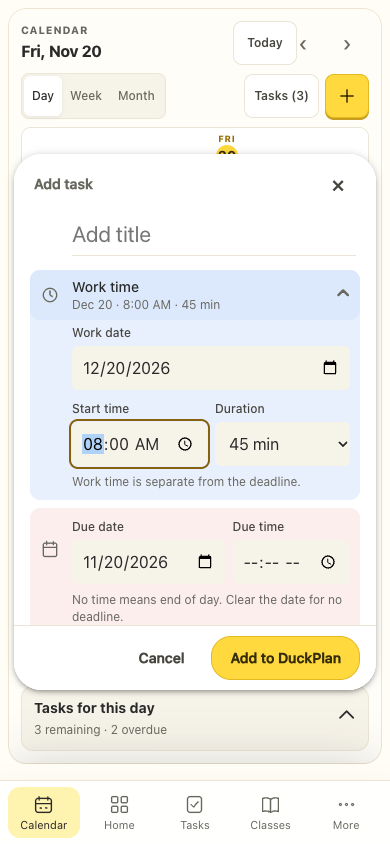 CALENDAR
Fri, Nov 20
Today
Day Week Month
Tasks (3)
FRI
Add task
Add title
Work time
Dec 20 · 8:00 AM · 45 min
Work date
12/20/2026
Start time Duration
08:00 AM 45 min
Work time is separate from the deadline.
Due date Due time
11/20/2026 --:-- --
No time means end of day. Clear the date for no
deadline.
Cancel Add to DuckPlan
Tasks for this day
3 remaining · 2 overdue
Calendar Home Tasks Classes More